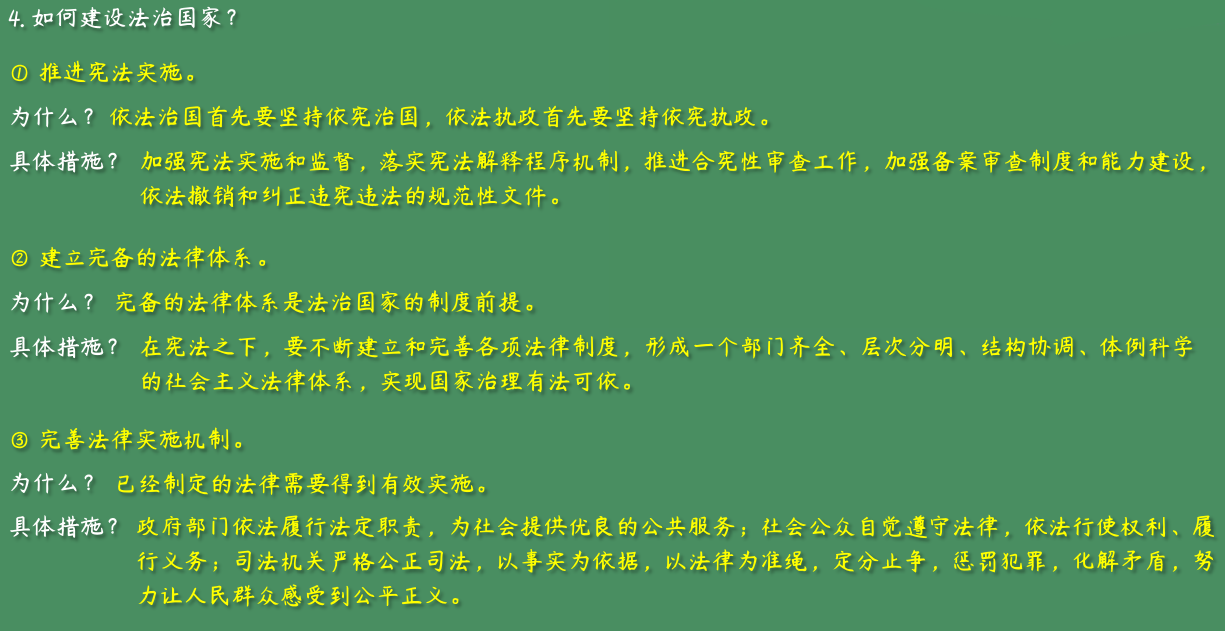 4. 如何建设法治国家？
① 推进宪法实施。
为什么？ 依法治国首先要坚持依宪治国，依法执政首先要坚持依宪执政。
具体措施？ 加强宪法实施和监督，落实宪法解释程序机制，推进合宪性审查工作，加强备案审查制度和能力建设，
依法撤销和纠正违宪违法的规范性文件。
② 建立完备的法律体系。
为什么？ 完备的法律体系是法治国家的制度前提。
具体措施？ 在宪法之下，要不断建立和完善各项法律制度，形成一个部门齐全、层次分明、结构协调、体例科学
的社会主义法律体系，实现国家治理有法可依。
③ 完善法律实施机制。
为什么？ 已经制定的法律需要得到有效实施。
具体措施？ 政府部门依法履行法定职责，为社会提供优良的公共服务；社会公众自觉遵守法律，依法行使权利、履
行义务；司法机关严格公正司法，以事实为依据，以法律为准绳，定分止争，惩罚犯罪，化解矛盾，努
力让人民群众感受到公平正义。